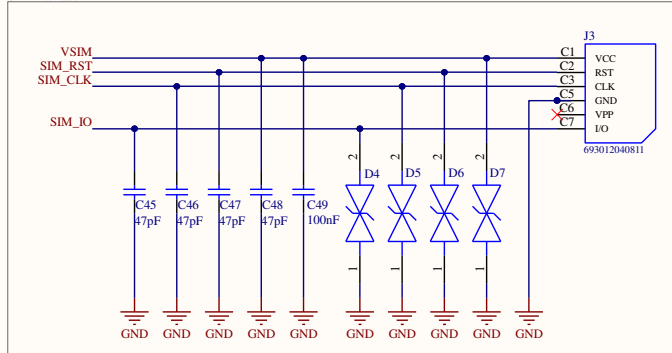 J3
VSIM
C1
VCC
SIM_RST
C2
RST
SIM_CLK
C3
CLK
C5
GND
C6
VPP
SIM_IO
C7
I/O
693012040811
2
2
2
2
D4
D5
D6
D7
C45
C46
C47
C48
C49
47pF
47pF
47pF
47pF
100nF
1
1
1
1
GND
GND
GND
GND
GND
GND
GND
GND
GND
GND